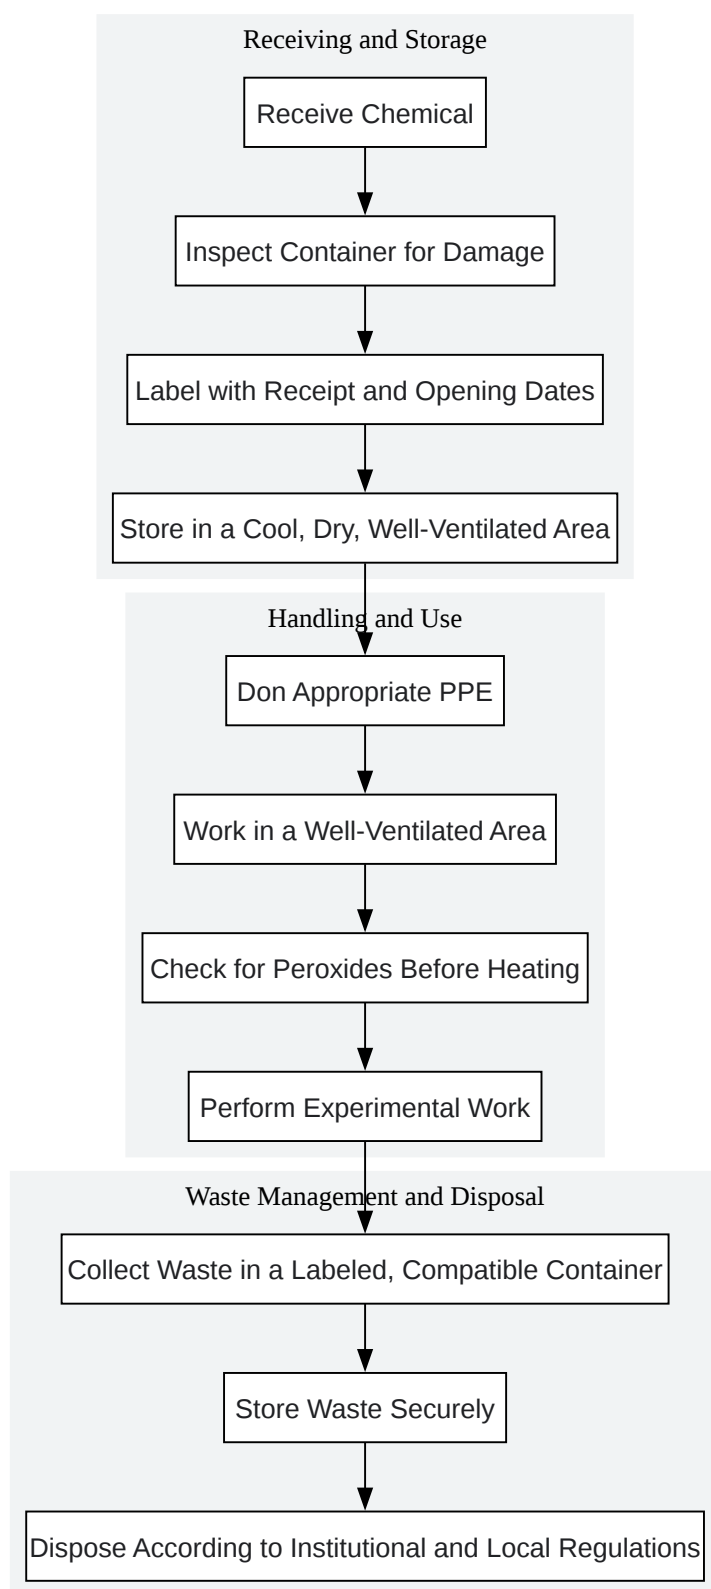 Receiving and Storage
Receive Chemical
Inspect Container for Damage
Label with Receipt and Opening Dates
Store in a Cool, Dry, Well-Ventilated Area
Handling and Use
Don Appropriate PPE
Work in a Well-Ventilated Area
Check for Peroxides Before Heating
Perform Experimental Work
Waste Management and Disposal
Collect Waste in a Labeled, Compatible Container
Store Waste Securely
Dispose According to Institutional and Local Regulations